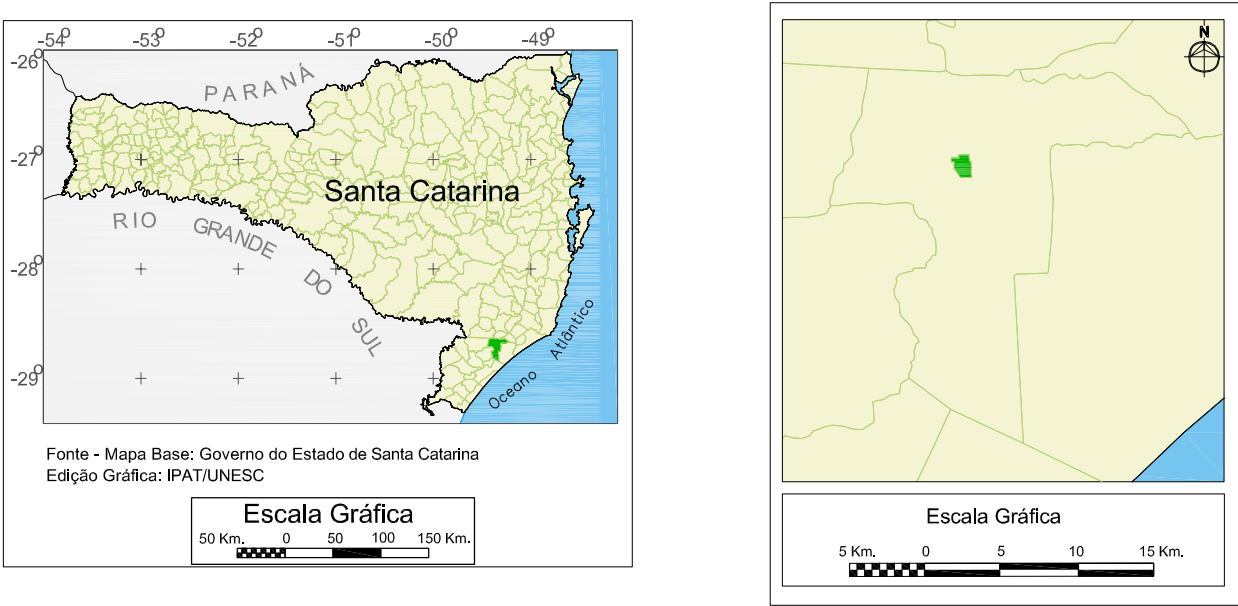 -54º -53º -52º -51º -50º -49º
-26º
PARANÁ
-27º
Santa Catarina
RIO GRANDE DO SUL
-28º
Atlântico
-29º
Oceano
Fonte - Mapa Base: Governo do Estado de Santa Catarina
Edição Gráfica: IPAT/UNESC
Escala Gráfica
50 Km. 0 50 100 150 Km.
N
Escala Gráfica
5 Km. 0 5 10 15 Km.